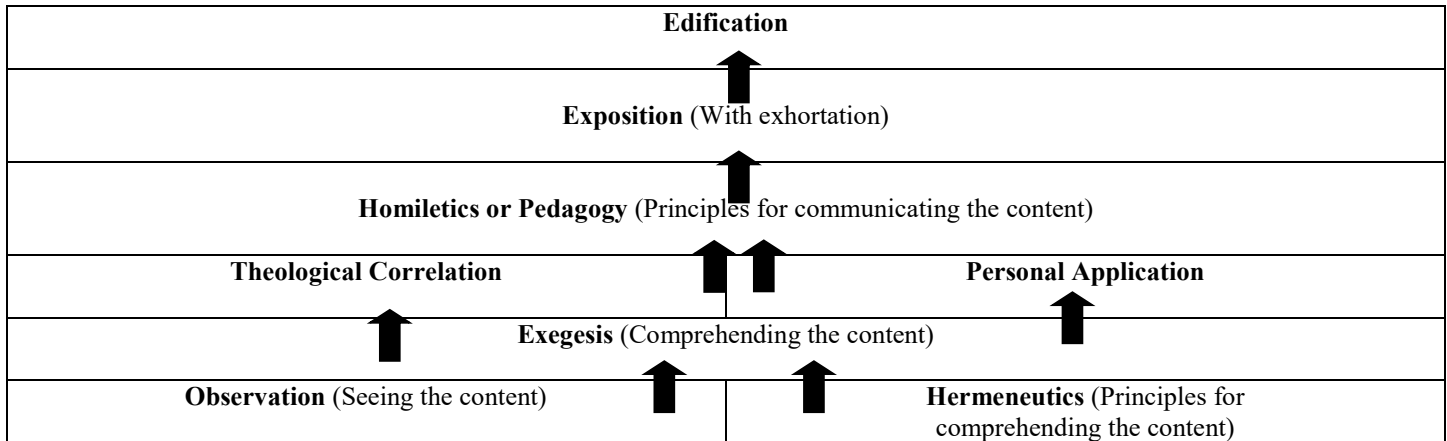 Edification
Exposition (With exhortation)
Homiletics or Pedagogy (Principles for communicating the content)
Theological Correlation
Personal Application
Exegesis (Comprehending the content)
Observation (Seeing the content)
Hermeneutics (Principles for
comprehending the content)